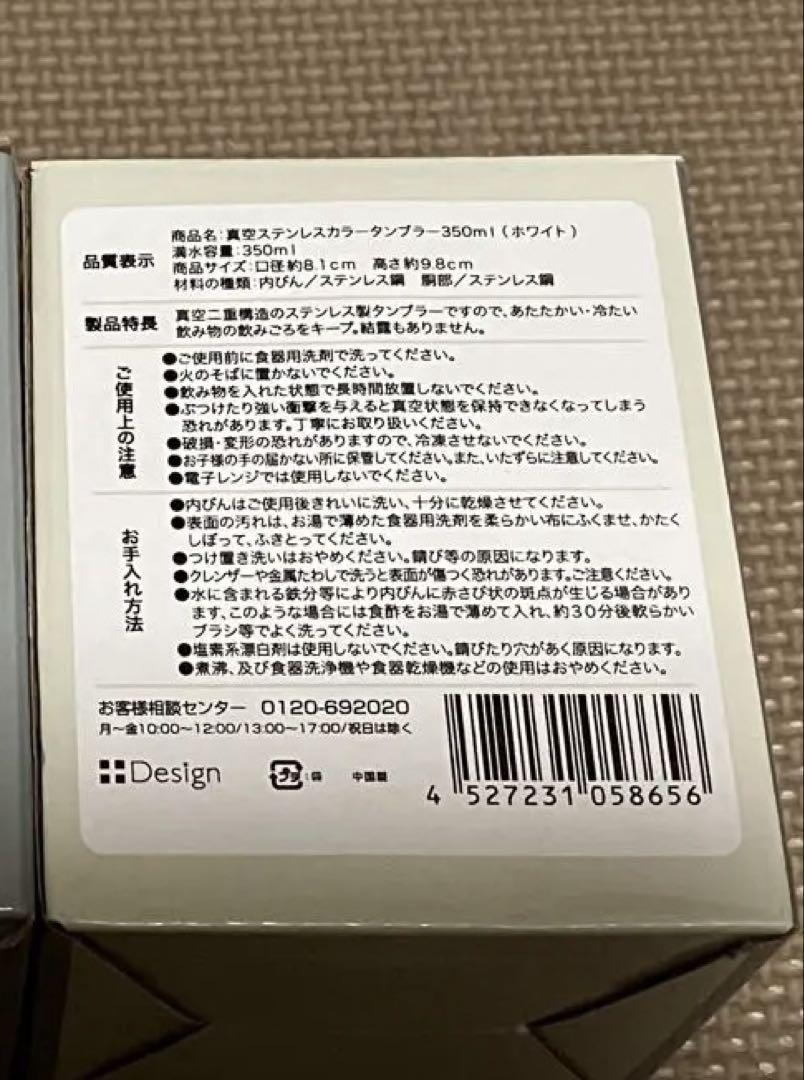 品質表示
商品名：真空ステンレスカラータンブラー350ml（ホワイト）
満水容量：350ml
商品サイズ：口径約8.1cm 高さ約9.8cm
材料の種類：内びん／ステンレス鋼 胴部／ステンレス鋼
製品特長
真空二重構造のステンレス製タンブラーですので、あたたかい・冷たい
飲み物の飲みごろをキープ。結露もありません。
ご使用上の注意
●ご使用前に食器用洗剤で洗ってください。
●火のそばに置かないでください。
●飲み物を入れた状態で長時間放置しないでください。
●ぶつけたり強い衝撃を与えると真空状態を保持できなくなってしまう
恐れがあります。丁寧にお取り扱いください。
●破損・変形の恐れがありますので、冷凍させないでください。
●お子様の手の届かない所に保管してください。また、いたずらに注意してください。
●電子レンジでは使用しないでください。
お手入れ方法
●内びんはご使用後きれいに洗い、十分に乾燥させてください。
●表面の汚れは、お湯で薄めた食器用洗剤を柔らかい布にふくませ、かたく
しぼって、ふきとってください。
●つけ置き洗いはおやめください。錆び等の原因になります。
●クレンザーや金属たわしで洗うと表面が傷つく恐れがあります。ご注意ください。
●水に含まれる鉄分等により内びんに赤さび状の斑点が生じる場合があり
ます、このような場合には食酢をお湯で薄めて入れ、約30分後軟らかい
ブラシ等でよく洗ってください。
●塩素系漂白剤は使用しないでください。錆びたり穴があく原因になります。
●煮沸、及び食器洗浄機や食器乾燥機などの使用はおやめください。
お客様相談センター 0120-692020
月～金10:00～12:00/13:00～17:00/祝日は除く
Design
プラ：袋
中国製
4 527231 058656